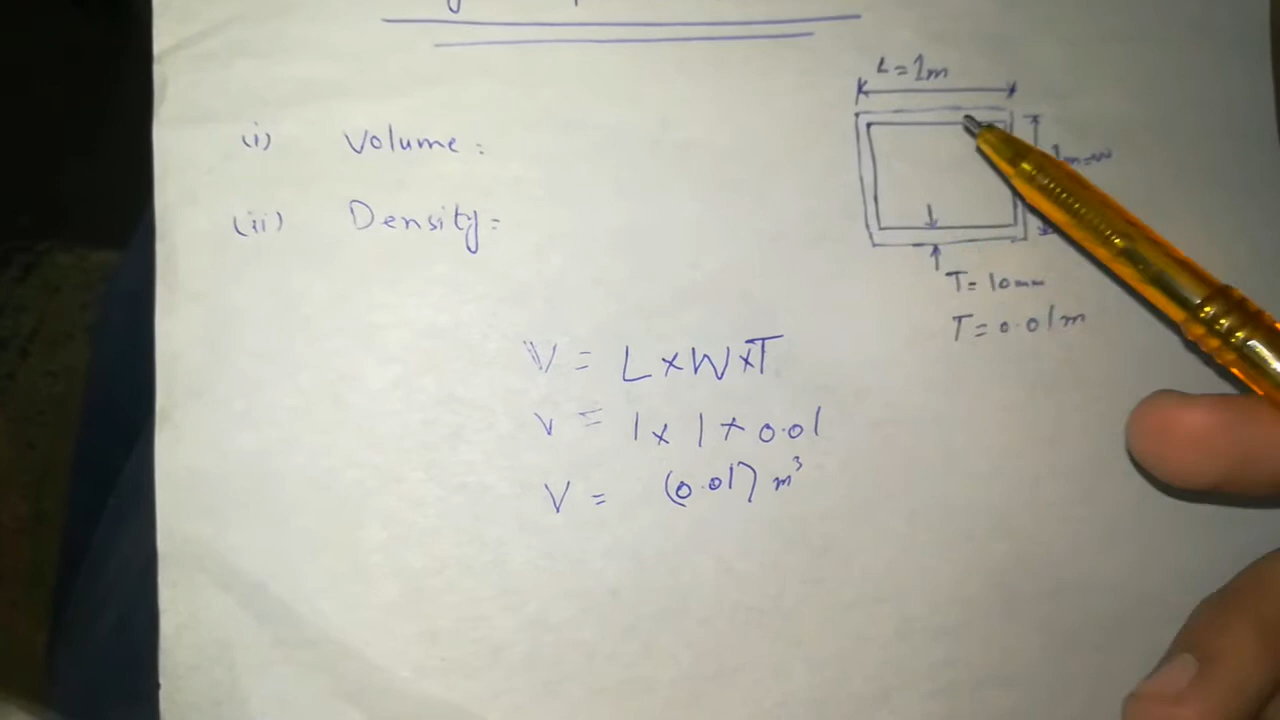 (i) Volume:
(ii) Density=
L=1m
T= 10mm
T=0.01m
V = L×W×T
V = 1×1×0.01
V = (0.01) m³